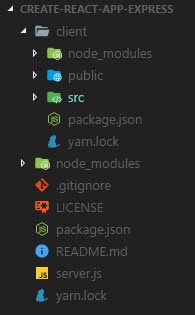 CREATE-REACT-APP-EXPRESS
client
node_modules
public
src
package.json
yarn.lock
node_modules
.gitignore
LICENSE
package.json
README.md
server.js
yarn.lock